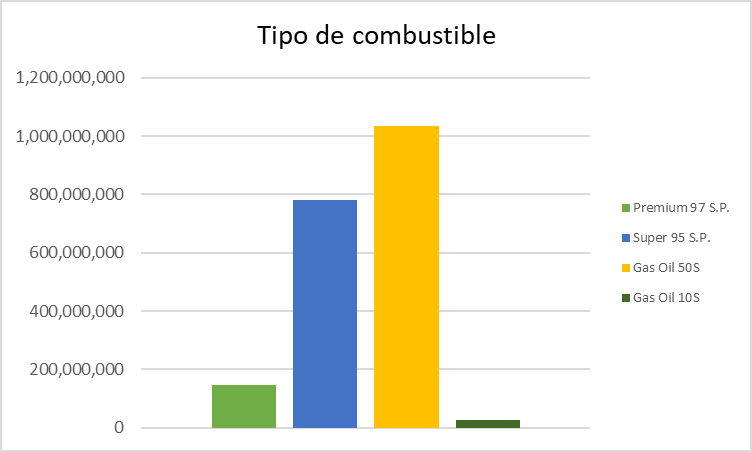 Tipo de combustible
1,200,000,000
1,000,000,000
800,000,000
600,000,000
400,000,000
200,000,000
0
Premium 97 S.P.
Super 95 S.P.
Gas Oil 50S
Gas Oil 10S